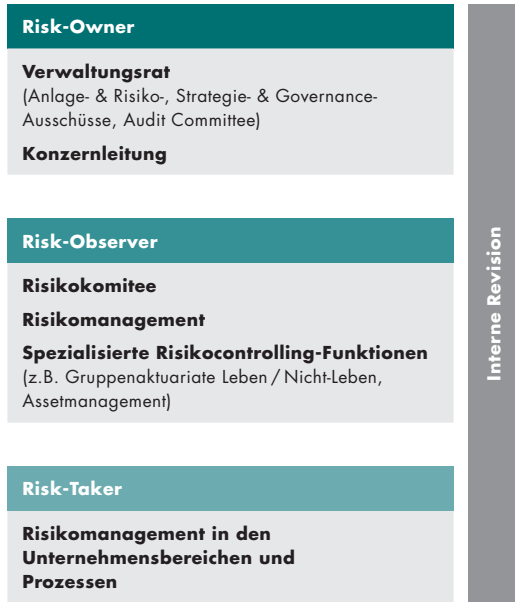 Risk-Owner
Verwaltungsrat
(Anlage- & Risiko-, Strategie- & Governance-
Ausschüsse, Audit Committee)
Konzernleitung
Risk-Observer
Risikokomitee
Risikomanagement
Spezialisierte Risikocontrolling-Funktionen
(z.B. Gruppenaktuariate Leben / Nicht-Leben,
Assetmanagement)
Risk-Taker
Risikomanagement in den
Unternehmensbereichen und
Prozessen
Interne Revision